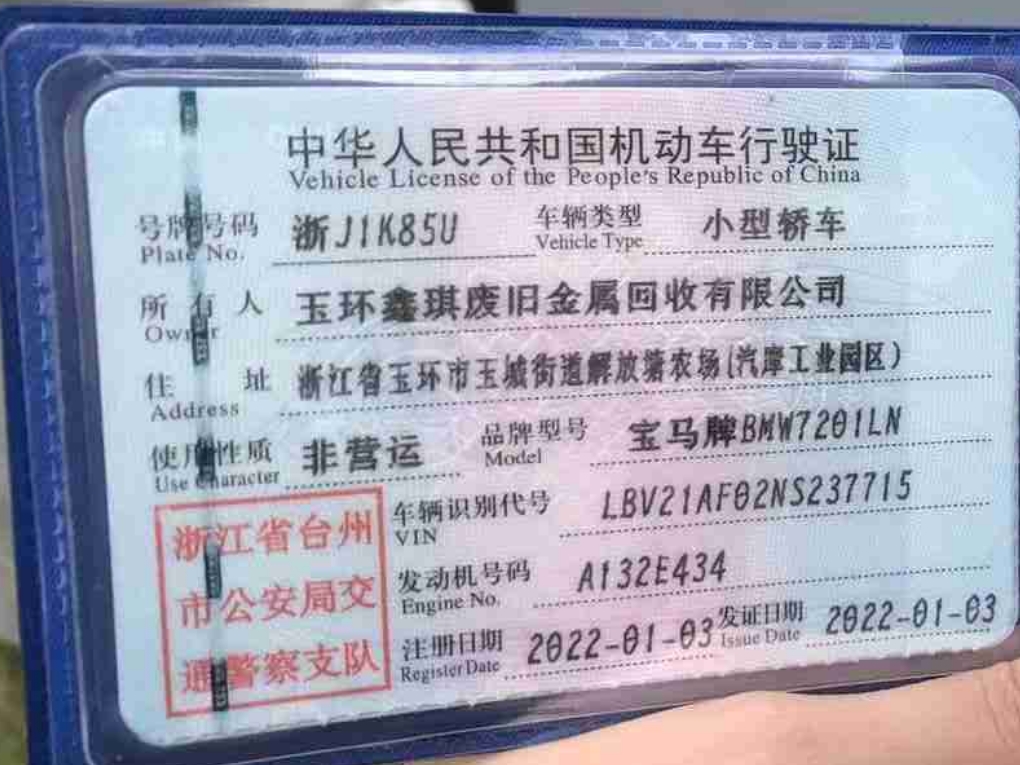 中华人民共和国机动车行驶证
Vehicle License of the People's Republic of China
号牌号码 浙J1K85U 车辆类型 小型轿车
Plate No. Vehicle Type
所有人 玉环鑫琪废旧金属回收有限公司
Owner
住址 浙江省玉环市玉城街道解放塘农场(汽摩工业园区)
Address
使用性质 非营运 品牌型号 宝马牌BMW7201LN
Use Character Model
浙江省台州
市公安局交
通警察支队
车辆识别代号 LBV21AF02NS237715
VIN
发动机号码 A132E434
Engine No.
注册日期 2022-01-03 发证日期 2022-01-03
Register Date Issue Date